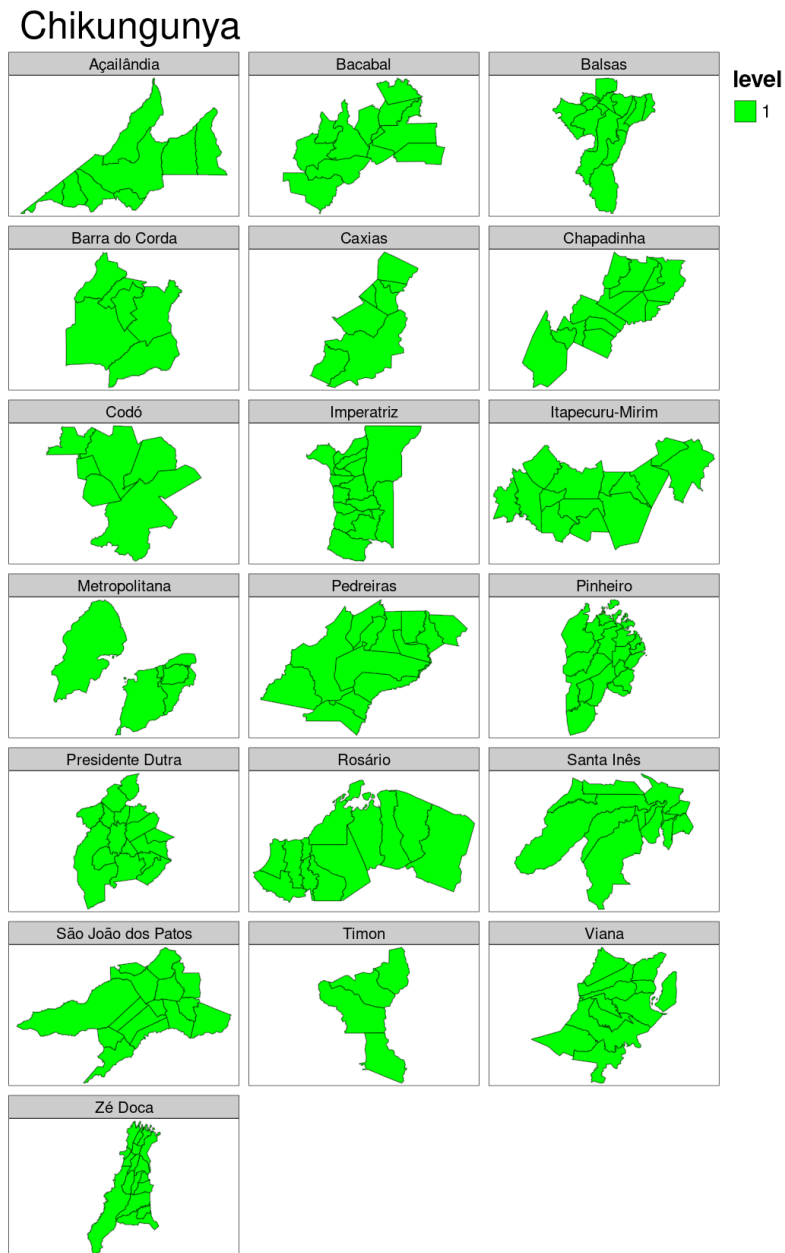 Chikungunya
Açailândia
Bacabal
Balsas
level
1
Barra do Corda
Caxias
Chapadinha
Codó
Imperatriz
Itapecuru-Mirim
Metropolitana
Pedreiras
Pinheiro
Presidente Dutra
Rosário
Santa Inês
São João dos Patos
Timon
Viana
Zé Doca